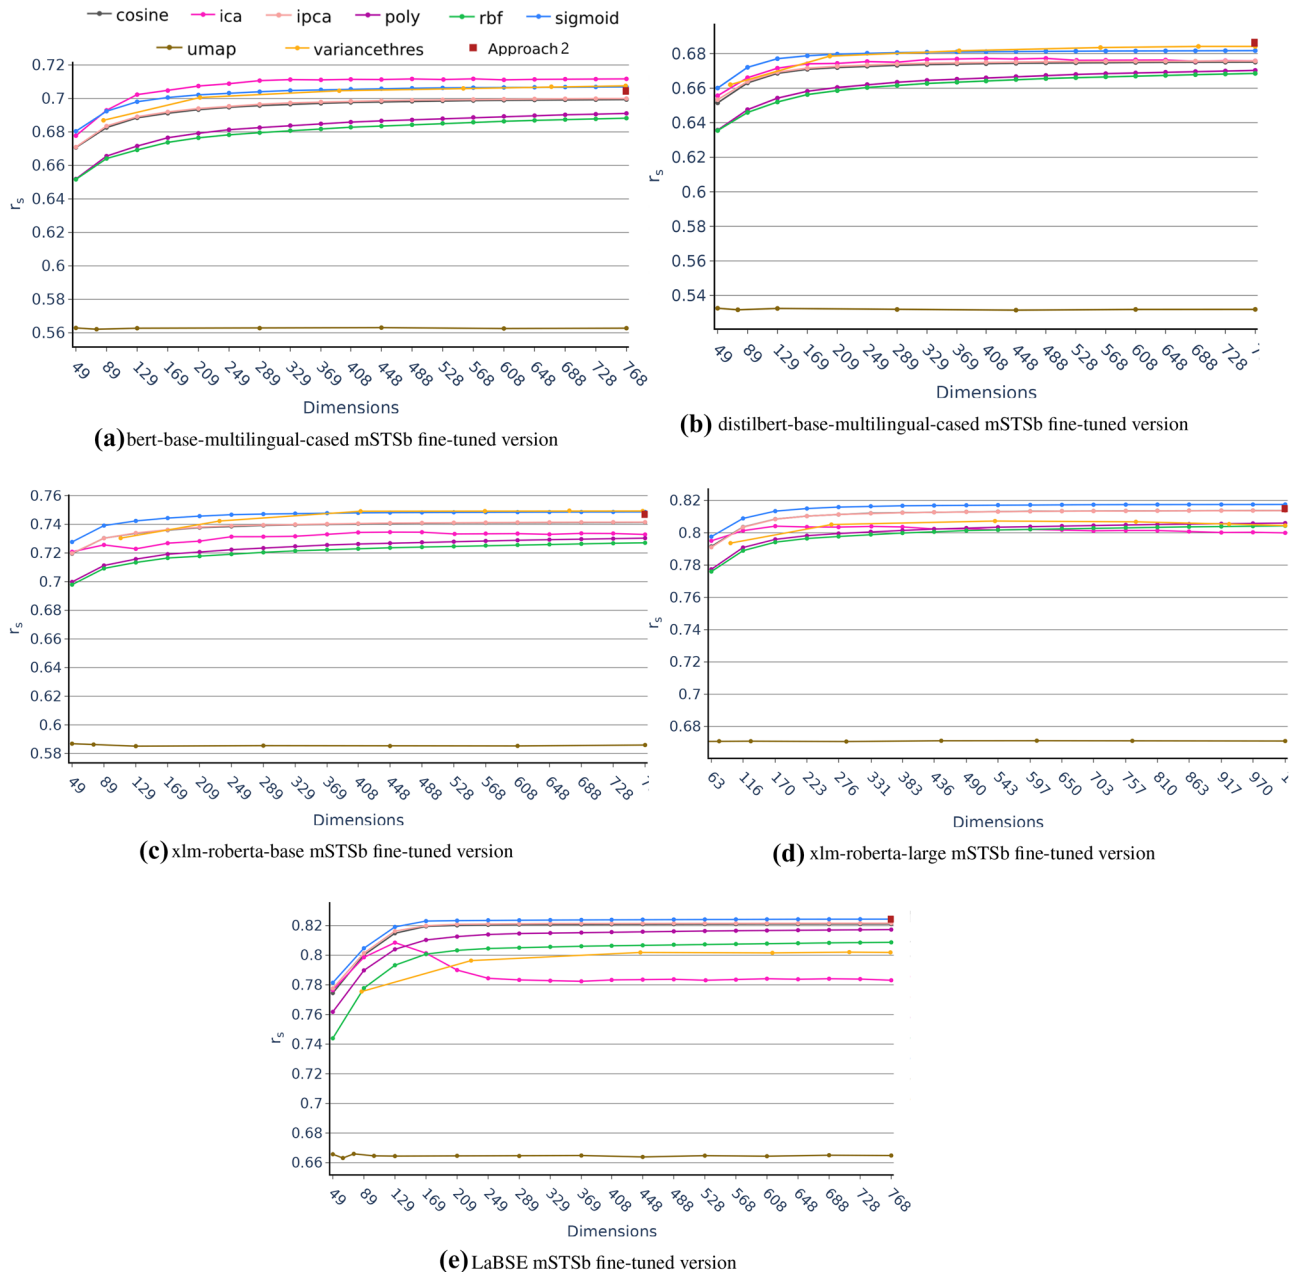 cosine ica ipca poly rbf sigmoid
umap variancethres Approach 2
0.72
0.7
0.68
0.66
0.64
0.62
0.6
0.58
0.56
rs
49 89 129 169 209 249 289 329 369 408 448 488 528 568 608 648 688 728 768
Dimensions
(a) bert-base-multilingual-cased mSTSb fine-tuned version
0.68
0.66
0.64
0.62
0.6
0.58
0.56
0.54
rs
49 89 129 169 209 249 289 329 369 408 448 488 528 568 608 648 688 728 7
Dimensions
(b) distilbert-base-multilingual-cased mSTSb fine-tuned version
0.76
0.74
0.72
0.7
0.68
0.66
0.64
0.62
0.6
0.58
rs
49 89 129 169 209 249 289 329 369 408 448 488 528 568 608 648 688 728 7
Dimensions
(c) xlm-roberta-base mSTSb fine-tuned version
0.82
0.8
0.78
0.76
0.74
0.72
0.7
0.68
rs
63 116 170 223 276 331 383 436 490 543 597 650 703 757 810 863 917 970 1
Dimensions
(d) xlm-roberta-large mSTSb fine-tuned version
0.82
0.8
0.78
0.76
0.74
0.72
0.7
0.68
0.66
rs
49 89 129 169 209 249 289 329 369 408 448 488 528 568 608 648 688 728 768
Dimensions
(e) LaBSE mSTSb fine-tuned version